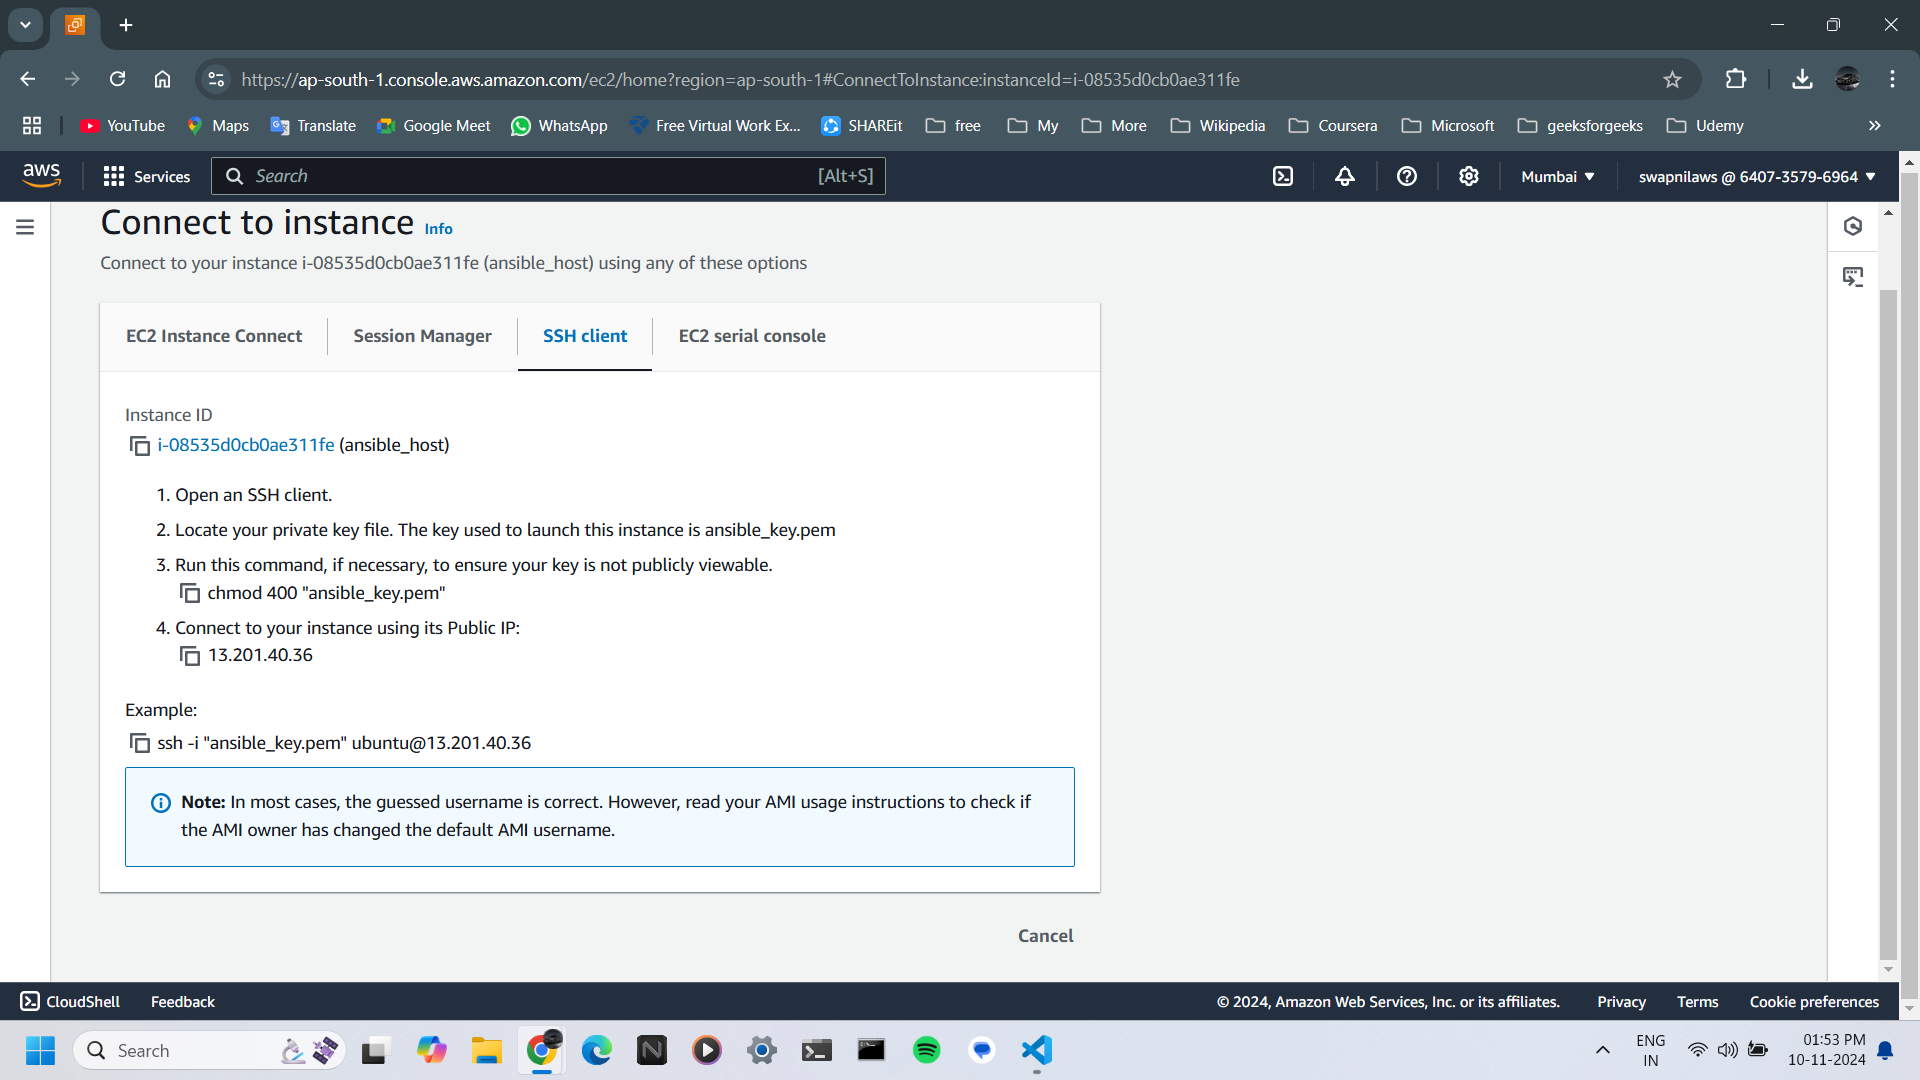 https://ap-south-1.console.aws.amazon.com/ec2/home?region=ap-south-1#ConnectToInstance:instanceId=i-08535d0cb0ae311fe
YouTube Maps Translate Google Meet WhatsApp Free Virtual Work Ex... SHAREit free My More Wikipedia Coursera Microsoft geeksforgeeks Udemy
aws Services Search [Alt+S] Mumbai swapnilaws @ 6407-3579-6964
Connect to instance Info
Connect to your instance i-08535d0cb0ae311fe (ansible_host) using any of these options
EC2 Instance Connect Session Manager SSH client EC2 serial console
Instance ID
i-08535d0cb0ae311fe (ansible_host)
1. Open an SSH client.
2. Locate your private key file. The key used to launch this instance is ansible_key.pem
3. Run this command, if necessary, to ensure your key is not publicly viewable.
chmod 400 "ansible_key.pem"
4. Connect to your instance using its Public IP:
13.201.40.36
Example:
ssh -i "ansible_key.pem" ubuntu@13.201.40.36
Note: In most cases, the guessed username is correct. However, read your AMI usage instructions to check if
the AMI owner has changed the default AMI username.
Cancel
CloudShell Feedback © 2024, Amazon Web Services, Inc. or its affiliates. Privacy Terms Cookie preferences
Search ENG 01:53 PM
IN 10-11-2024